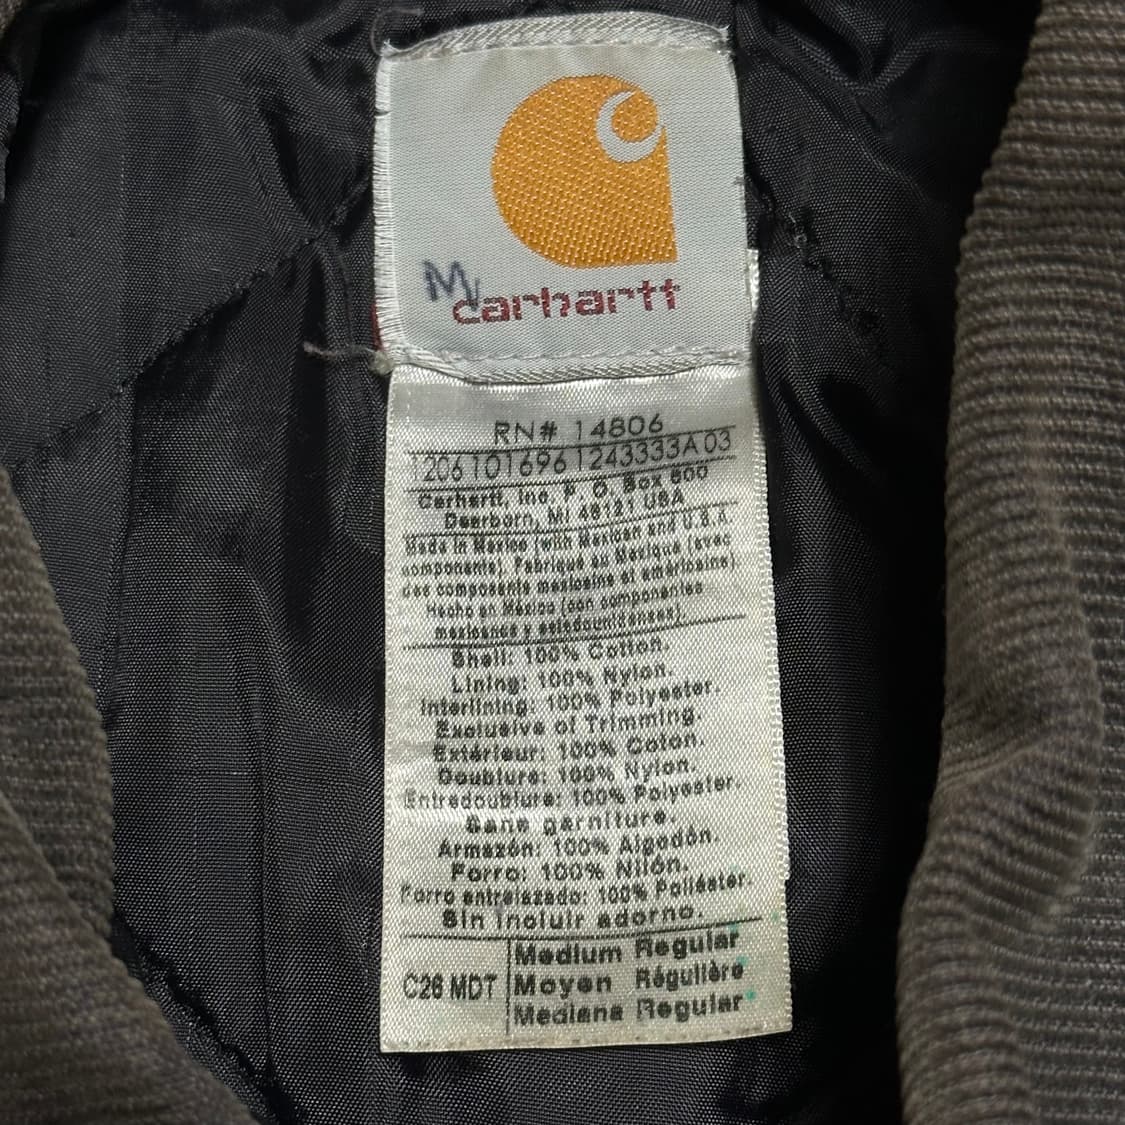 M
carhartt
RN# 14806
1206101696 1243333A 03
Carhartt, Inc. P. O. Box 600
Dearborn, MI 48121 USA
Made in Mexico (with Mexican and U.S.A.
components). Fabriqué au Mexique (avec
des composants mexicains et américains).
Hecho en México (con componentes
mexicanos y estadounidenses).
Shell: 100% Cotton.
Lining: 100% Nylon.
Interlining: 100% Polyester.
Exclusive of Trimming.
Extérieur: 100% Coton.
Doublure: 100% Nylon.
Entredoublure: 100% Polyester.
Sans garniture.
Armazón: 100% Algodón.
Forro: 100% Nilón.
Forro entrelazado: 100% Poliéster.
Sin incluir adorno.
C26 MDT
Medium Regular
Moyen Régulière
Mediana Regular